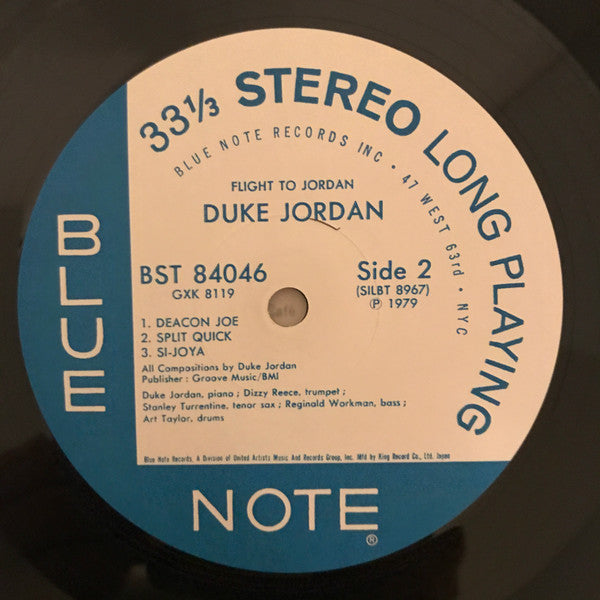 33⅓ STEREO LONG PLAYING
BLUE NOTE RECORDS INC • 47 WEST 63rd • NYC
FLIGHT TO JORDAN
DUKE JORDAN
BST 84046
GXK 8119
Side 2
(SILBT 8967)
Ⓟ 1979
1. DEACON JOE
2. SPLIT QUICK
3. SI-JOYA
All Compositions by Duke Jordan
Publisher : Groove Music/BMI
Duke Jordan, piano ; Dizzy Reece, trumpet ;
Stanley Turrentine, tenor sax ; Reginald Workman, bass ;
Art Taylor, drums
Blue Note Records, A Division of United Artists Music And Records Group, Inc. Mfd by King Record Co., Ltd. Japan
BLUE
NOTE®